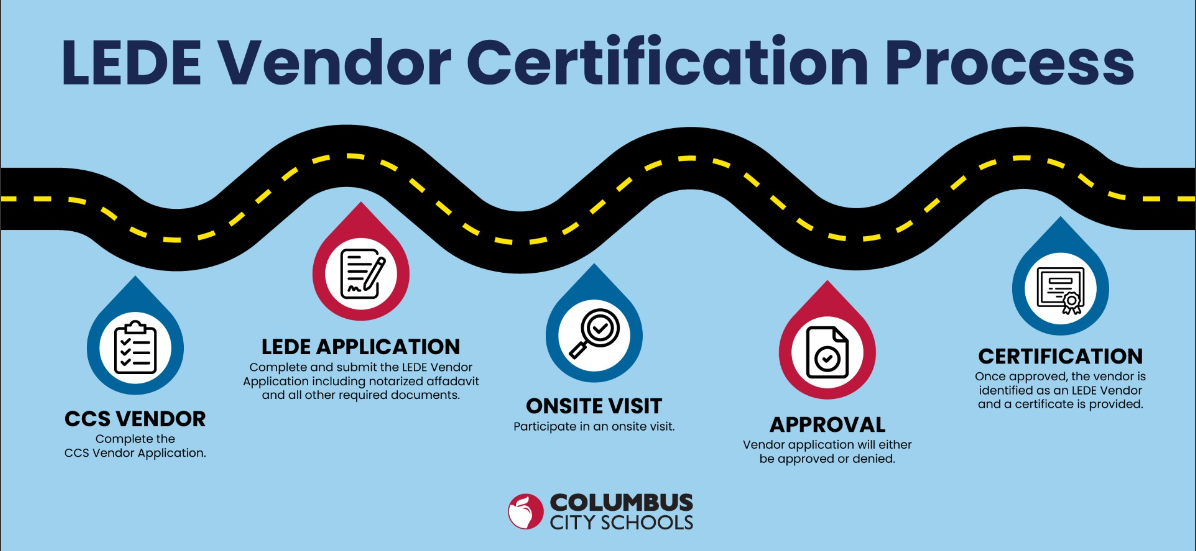 LEDE Vendor Certification Process
CCS VENDOR
Complete the
CCS Vendor Application.
LEDE APPLICATION
Complete and submit the LEDE Vendor
Application including notarized affadavit
and all other required documents.
ONSITE VISIT
Participate in an onsite visit.
APPROVAL
Vendor application will either
be approved or denied.
CERTIFICATION
Once approved, the vendor is
identified as an LEDE Vendor
and a certificate is provided.
COLUMBUS
CITY SCHOOLS